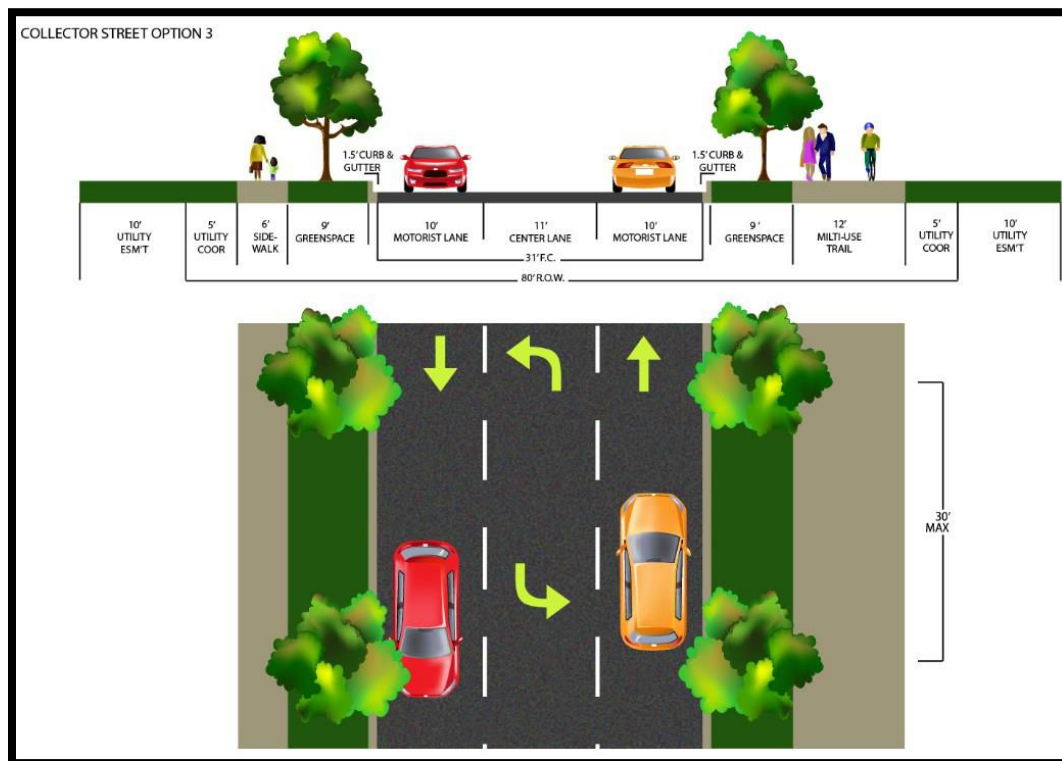 COLLECTOR STREET OPTION 3
1.5' CURB &
GUTTER
1.5' CURB &
GUTTER
10'
UTILITY
ESM'T
5'
UTILITY
COOR
6'
SIDE-
WALK
9'
GREENSPACE
10'
MOTORIST LANE
11'
CENTER LANE
10'
MOTORIST LANE
9 '
GREENSPACE
12'
MILTI-USE
TRAIL
5'
UTILITY
COOR
10'
UTILITY
ESM'T
31' F.C.
80' R.O.W.
30'
MAX